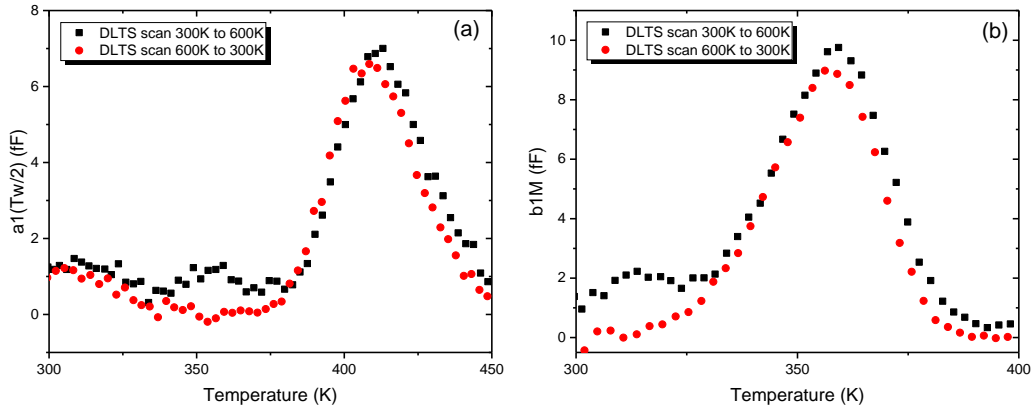 (a)
DLTS scan 300K to 600K
DLTS scan 600K to 300K
8
6
4
2
0
a1(Tw/2) (fF)
300
350
400
450
Temperature (K)
(b)
DLTS scan 300K to 600K
DLTS scan 600K to 300K
10
8
6
4
2
0
b1M (fF)
300
350
400
Temperature (K)